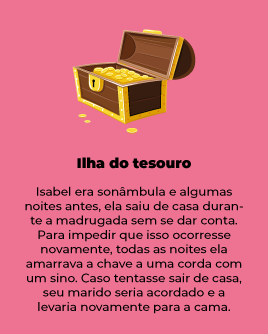 Ilha do tesouro
Isabel era sonâmbula e algumas
noites antes, ela saiu de casa duran-
te a madrugada sem se dar conta.
Para impedir que isso ocorresse
novamente, todas as noites ela
amarrava a chave a uma corda com
um sino. Caso tentasse sair de casa,
seu marido seria acordado e a
levaria novamente para a cama.